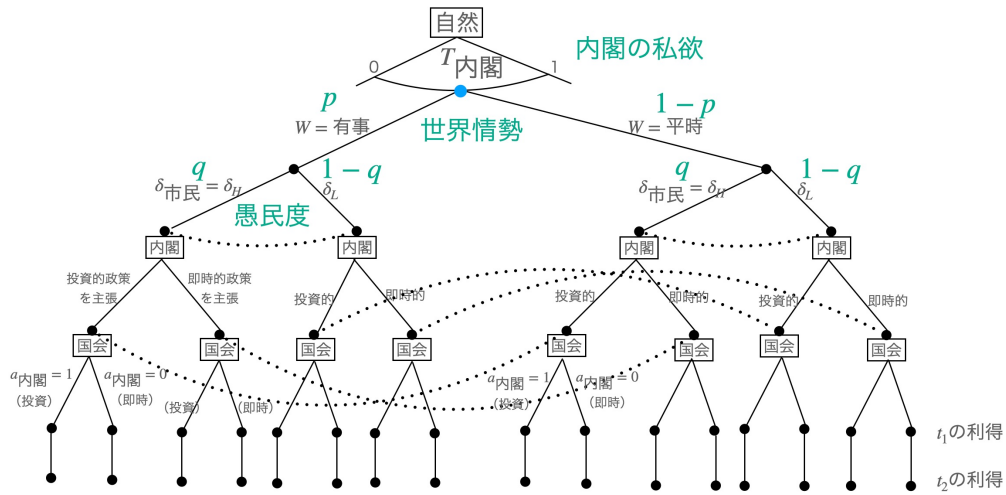 自然
内閣の私欲
0
T内閣
1
p
1 − p
W = 有事
世界情勢
W = 平時
q
1 − q
q
1 − q
δ市民 = δH
δL
δ市民 = δH
δL
愚民度
内閣
内閣
内閣
内閣
投資的政策
を主張
即時的政策
を主張
投資的
即時的
投資的
即時的
投資的
即時的
国会
国会
国会
国会
国会
国会
国会
国会
a内閣 = 1
(投資)
a内閣 = 0
(即時)
(投資)
(即時)
a内閣 = 1
(投資)
a内閣 = 0
(即時)
t1の利得
t2の利得